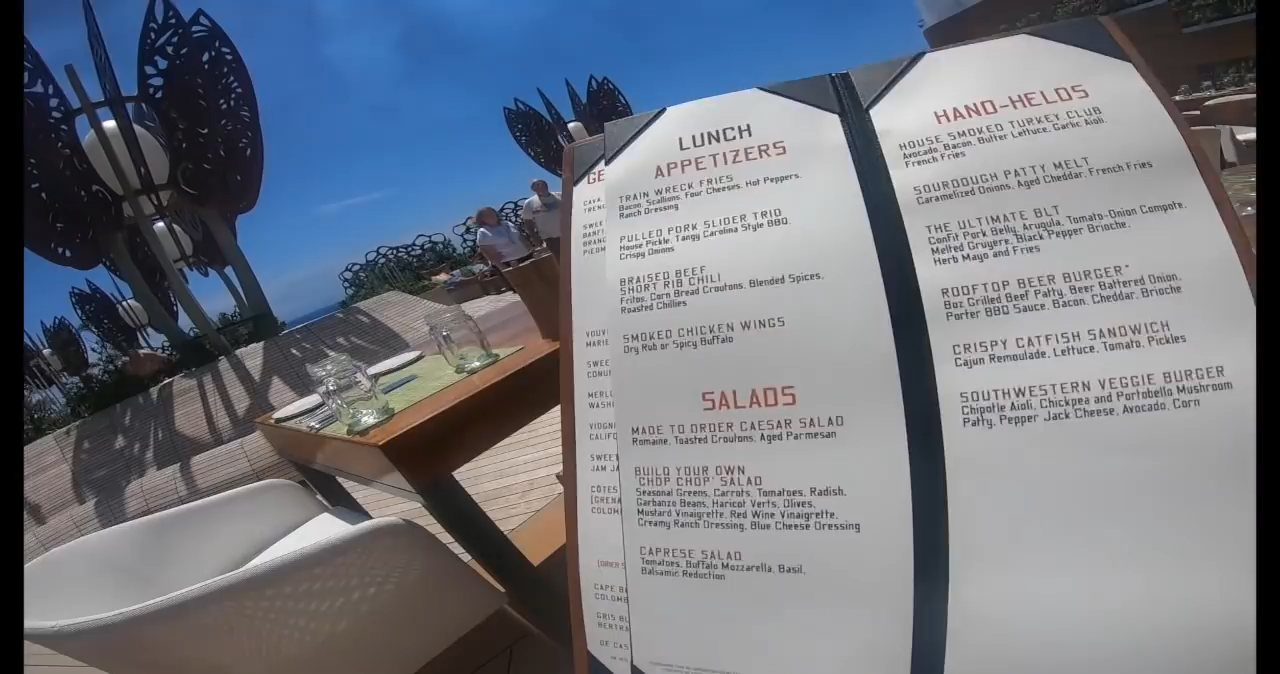 LUNCH
APPETIZERS
TRAIN WRECK FRIES
Bacon, Scallions, Four Cheeses, Hot Peppers,
Ranch Dressing
PULLED PORK SLIDER TRIO
House Pickle, Tangy Carolina Style BBQ,
Crispy Onions
BRAISED BEEF
SHORT RIB CHILI
Fritos, Corn Bread Croutons, Blended Spices,
Roasted Chillies
SMOKED CHICKEN WINGS
Dry Rub or Spicy Buffalo
SALADS
MADE TO ORDER CAESAR SALAD
Romaine, Toasted Croutons, Aged Parmesan
BUILD YOUR OWN
'CHOP CHOP' SALAD
Seasonal Greens, Carrots, Tomatoes, Radish,
Garbanzo Beans, Haricot Verts, Olives,
Mustard Vinaigrette, Red Wine Vinaigrette,
Creamy Ranch Dressing, Blue Cheese Dressing
CAPRESE SALAD
Tomatoes, Buffalo Mozzarella, Basil,
Balsamic Reduction
HAND-HELDS
HOUSE SMOKED TURKEY CLUB
Avocado, Bacon, Butter Lettuce, Garlic Aioli,
French Fries
SOURDOUGH PATTY MELT
Caramelized Onions, Aged Cheddar, French Fries
THE ULTIMATE BLT
Confit Pork Belly, Arugula, Tomato-Onion Compote,
Melted Gruyere, Black Pepper Brioche,
Herb Mayo and Fries
ROOFTOP BEER BURGER*
8oz Grilled Beef Patty, Beer Battered Onion,
Porter BBQ Sauce, Bacon, Cheddar, Brioche
CRISPY CATFISH SANDWICH
Cajun Remoulade, Lettuce, Tomato, Pickles
SOUTHWESTERN VEGGIE BURGER
Chipotle Aioli, Chickpea and Portobello Mushroom
Patty, Pepper Jack Cheese, Avocado, Corn